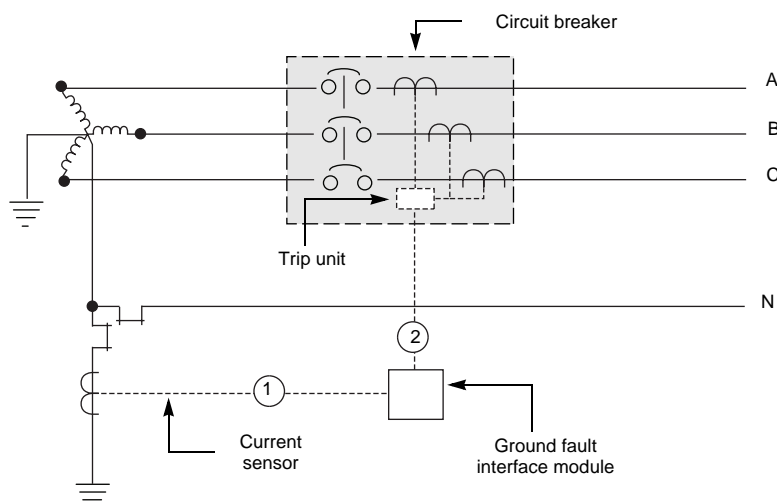 Circuit breaker
A
B
C
Trip unit
N
2
1
Current
sensor
Ground fault
interface module